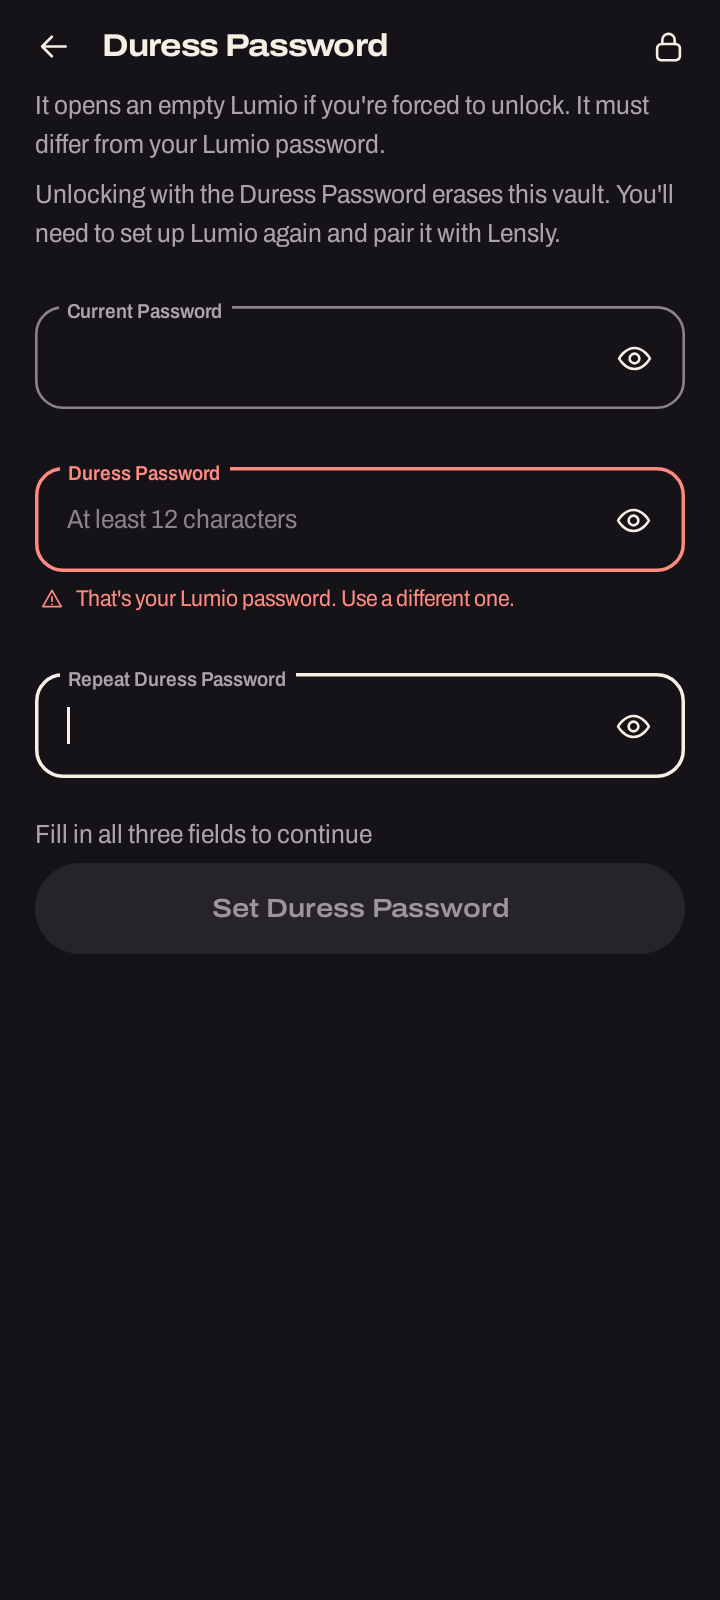 Duress Password
It opens an empty Lumio if you're forced to unlock. It must
differ from your Lumio password.
Unlocking with the Duress Password erases this vault. You'll
need to set up Lumio again and pair it with Lensly.
Current Password
Duress Password
At least 12 characters
That's your Lumio password. Use a different one.
Repeat Duress Password
Fill in all three fields to continue
Set Duress Password